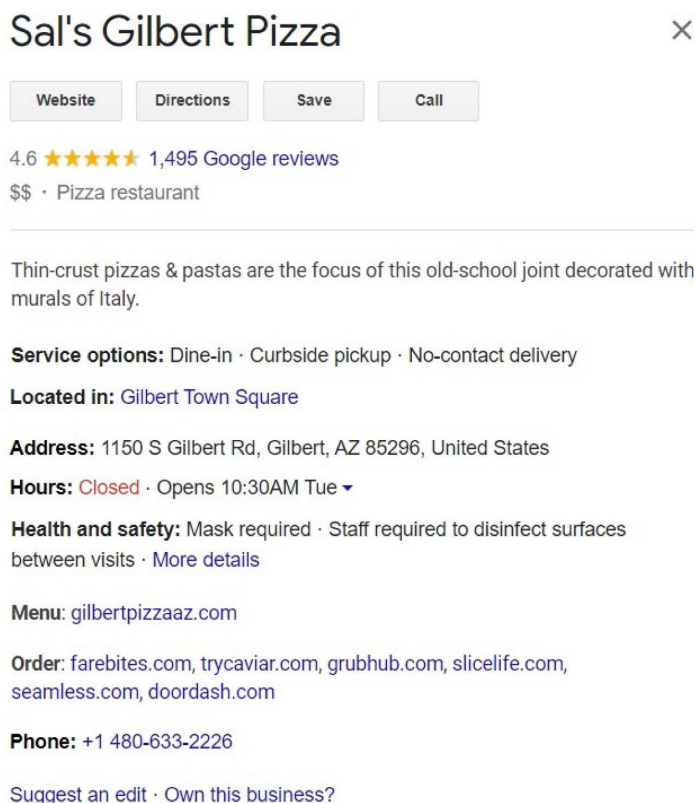 Sal's Gilbert Pizza
Website Directions Save Call
4.6 1,495 Google reviews
$$ · Pizza restaurant
Thin-crust pizzas & pastas are the focus of this old-school joint decorated with
murals of Italy.
Service options: Dine-in · Curbside pickup · No-contact delivery
Located in: Gilbert Town Square
Address: 1150 S Gilbert Rd, Gilbert, AZ 85296, United States
Hours: Closed · Opens 10:30AM Tue
Health and safety: Mask required · Staff required to disinfect surfaces
between visits · More details
Menu: gilbertpizzaaz.com
Order: farebites.com, trycaviar.com, grubhub.com, slicelife.com,
seamless.com, doordash.com
Phone: +1 480-633-2226
Suggest an edit · Own this business?